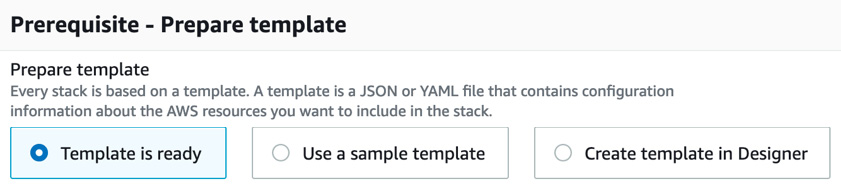 Prerequisite - Prepare template
Prepare template
Every stack is based on a template. A template is a JSON or YAML file that contains configuration
information about the AWS resources you want to include in the stack.
Template is ready
Use a sample template
Create template in Designer